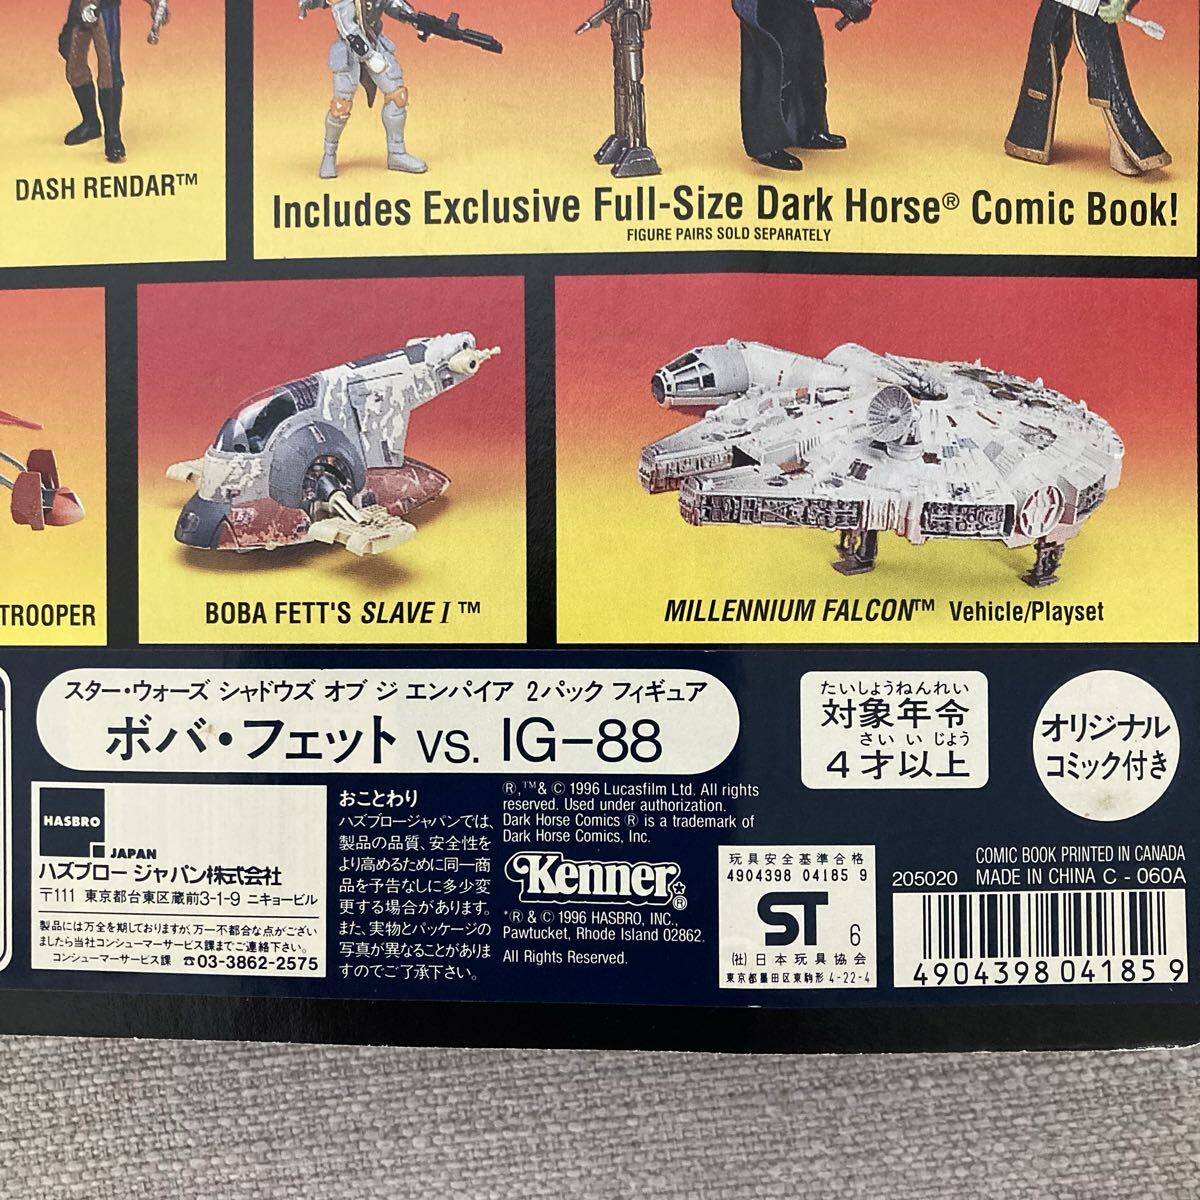 DASH RENDAR™
Includes Exclusive Full-Size Dark Horse® Comic Book!
FIGURE PAIRS SOLD SEPARATELY
TROOPER
BOBA FETT'S SLAVE I™
MILLENNIUM FALCON™ Vehicle/Playset
スター・ウォーズ シャドウズ オブ ジ エンパイア 2パック フィギュア
ボバ・フェット vs. IG-88
たいしょうねんれい
対象年令
さい いじょう
4才以上
オリジナル
コミック付き
HASBRO
JAPAN
ハズブロー ジャパン株式会社
〒111 東京都台東区蔵前3-1-9 ニキョービル
製品には万全を期しておりますが、万一不都合な点がござい
ましたら当社コンシューマーサービス課までご連絡下さい。
コンシューマーサービス課 ☎03-3862-2575
おことわり
ハズブロージャパンでは、
製品の品質、安全性を
より高めるために同一商
品を予告なしに多少変
更する場合があります。
また、実物とパッケージの
写真が異なることがありま
すのでご了承下さい。
®,™& © 1996 Lucasfilm Ltd. All rights
reserved. Used under authorization.
Dark Horse Comics ® is a trademark of
Dark Horse Comics, Inc.
Kenner®
*® & © 1996 HASBRO, INC.,
Pawtucket, Rhode Island 02862.
All Rights Reserved.
玩具安全基準合格
4904398 04185 9
ST 6
(社)日本玩具協会
東京都墨田区東駒形 4-22-4
COMIC BOOK PRINTED IN CANADA
205020 MADE IN CHINA C - 060A
4904398 041859